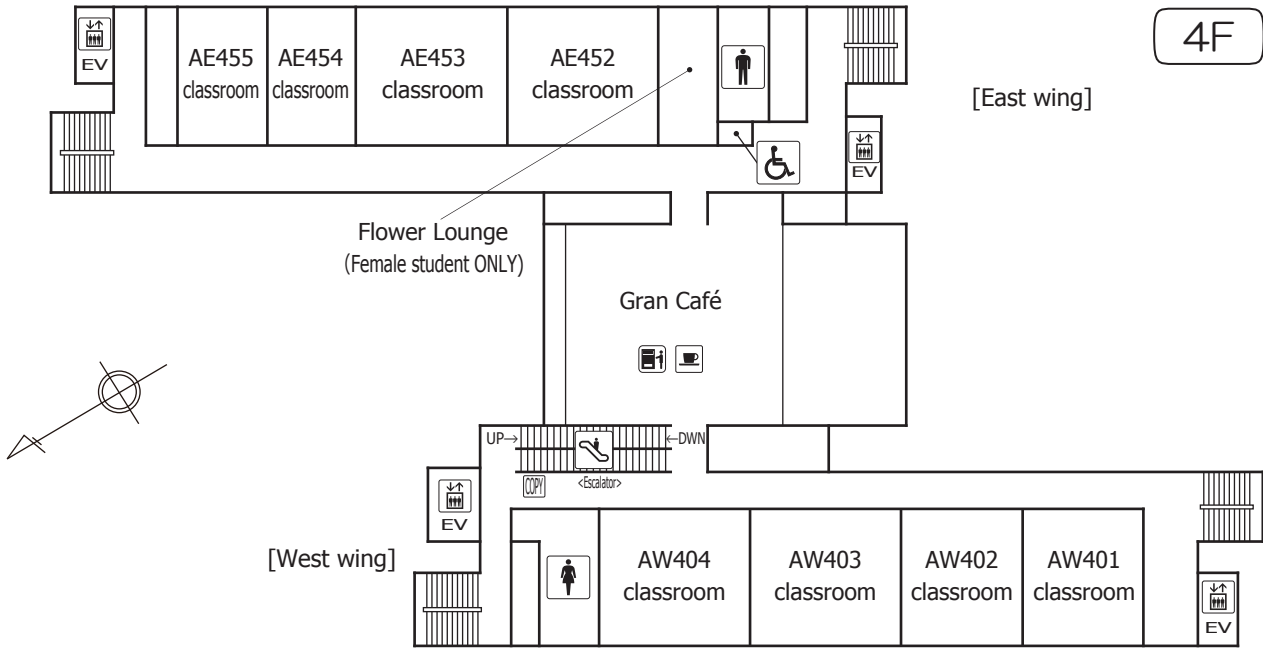 4F
EV
AE455
classroom
AE454
classroom
AE453
classroom
AE452
classroom
[East wing]
EV
Flower Lounge
(Female student ONLY)
Gran Café
UP→
←DWN
COPY
<Escalator>
EV
[West wing]
AW404
classroom
AW403
classroom
AW402
classroom
AW401
classroom
EV